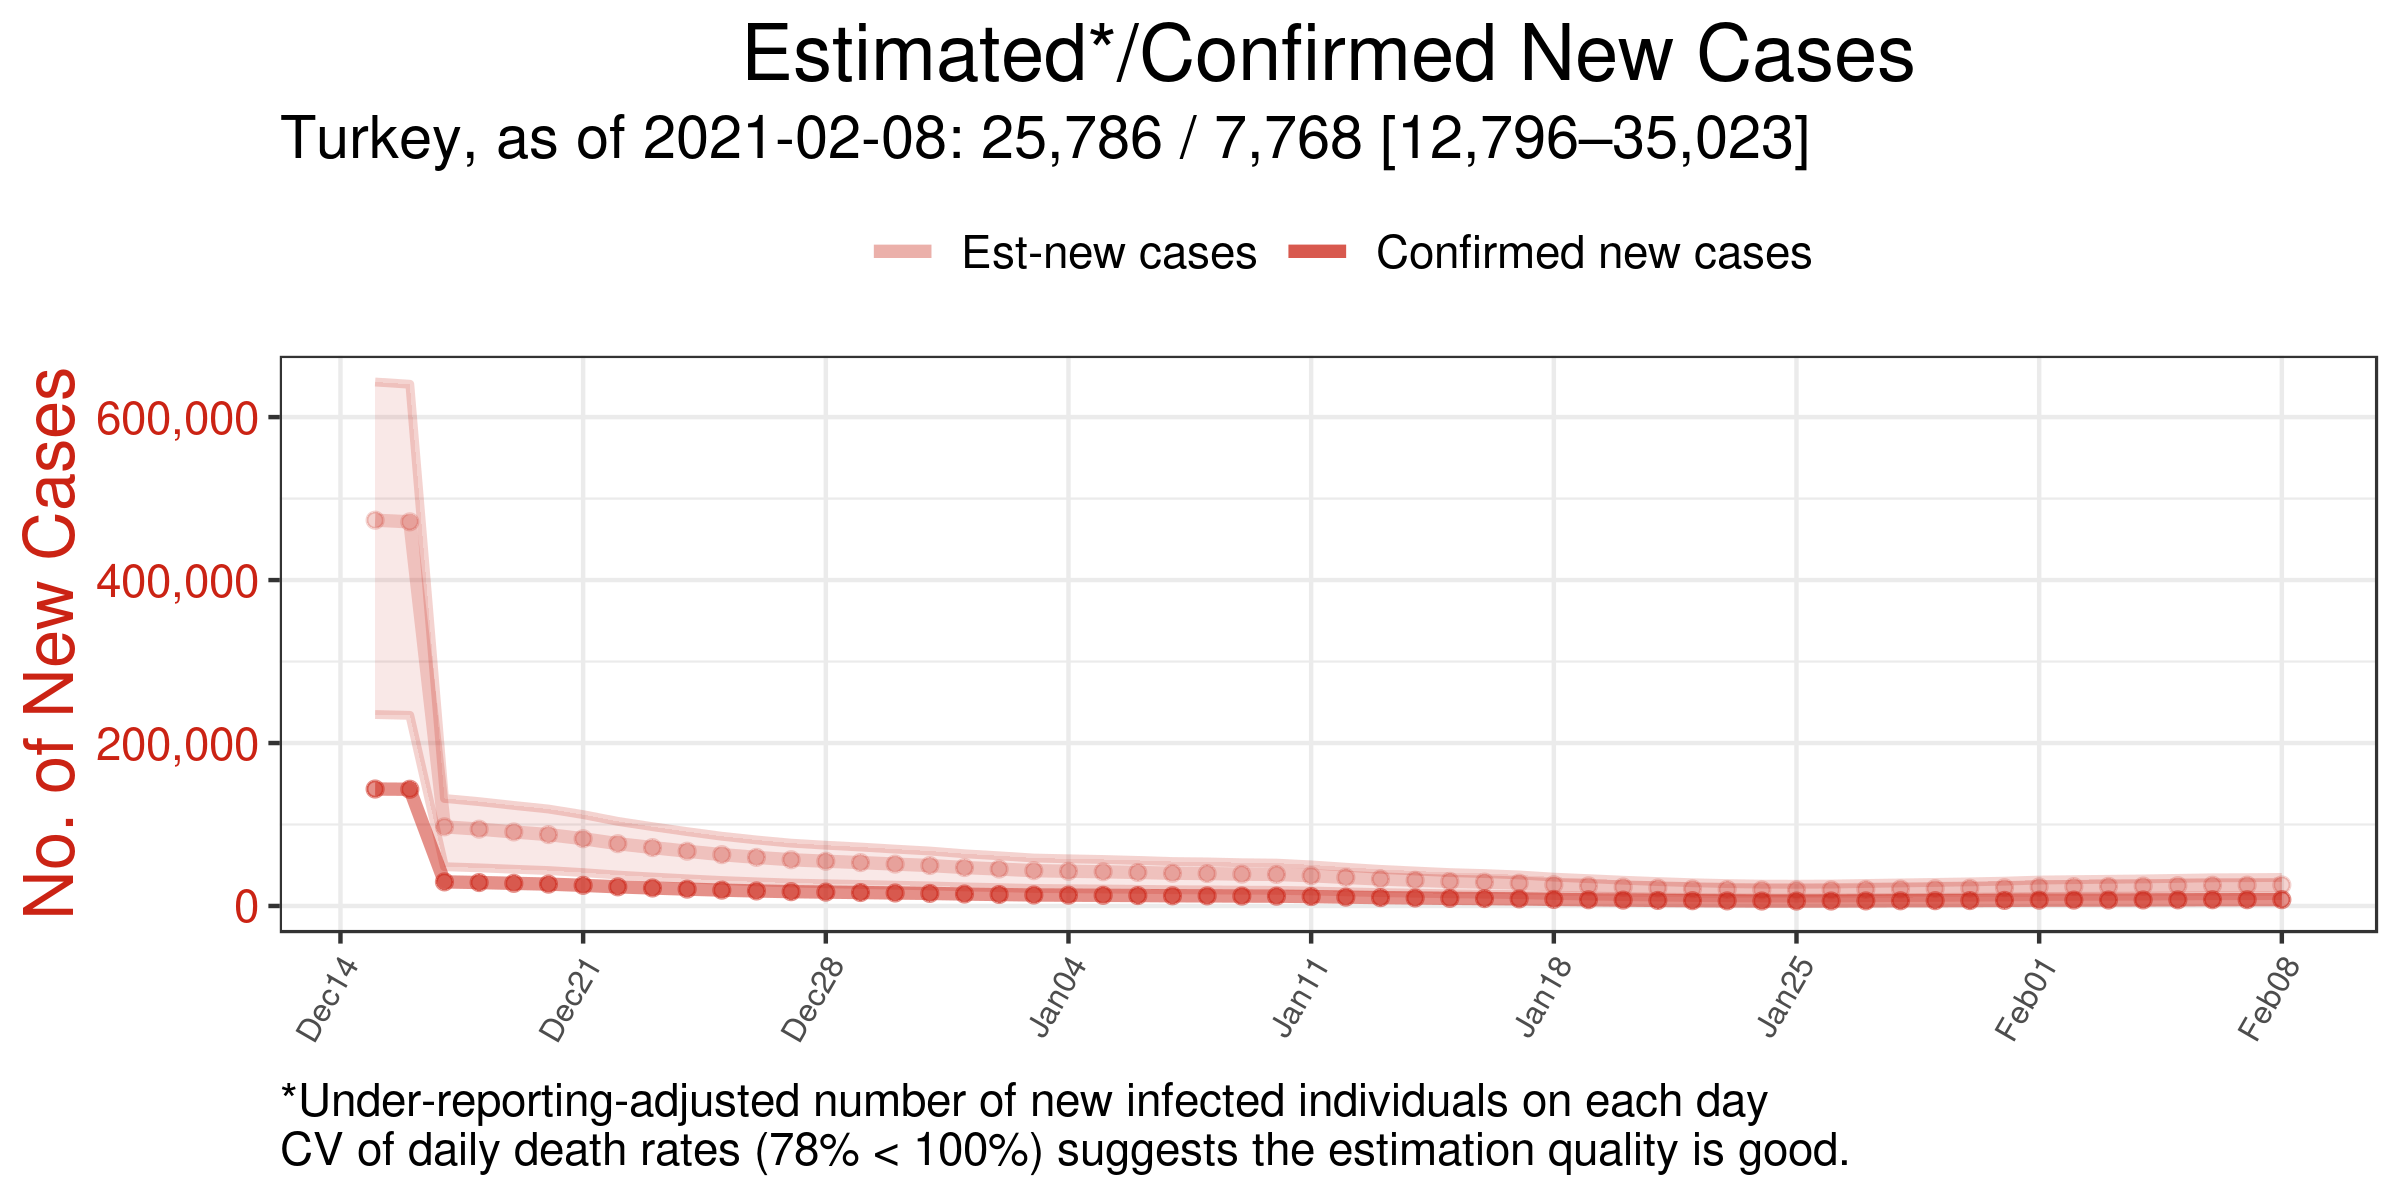 Estimated*/Confirmed New Cases
Turkey, as of 2021-02-08: 25,786 / 7,768 [12,796–35,023]
Est-new cases
Confirmed new cases
No. of New Cases
600,000
400,000
200,000
0
Dec14
Dec21
Dec28
Jan04
Jan11
Jan18
Jan25
Feb01
Feb08
*Under-reporting-adjusted number of new infected individuals on each day
CV of daily death rates (78% < 100%) suggests the estimation quality is good.